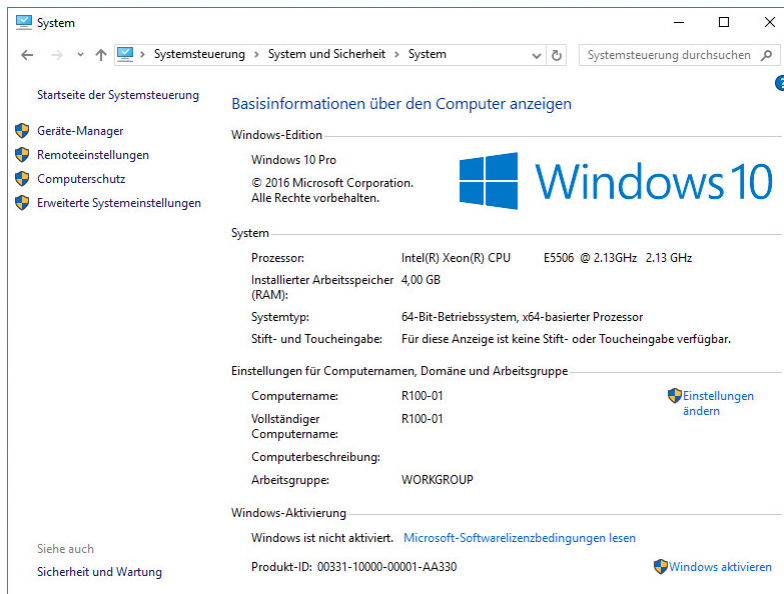 System
Systemsteuerung > System und Sicherheit > System
Systemsteuerung durchsuchen
Startseite der Systemsteuerung
Geräte-Manager
Remoteeinstellungen
Computerschutz
Erweiterte Systemeinstellungen
Basisinformationen über den Computer anzeigen
Windows-Edition
Windows 10 Pro
© 2016 Microsoft Corporation.
Alle Rechte vorbehalten.
Windows 10
System
Prozessor: Intel(R) Xeon(R) CPU E5506 @ 2.13GHz 2.13 GHz
Installierter Arbeitsspeicher 4,00 GB
(RAM):
Systemtyp: 64-Bit-Betriebssystem, x64-basierter Prozessor
Stift- und Toucheingabe: Für diese Anzeige ist keine Stift- oder Toucheingabe verfügbar.
Einstellungen für Computernamen, Domäne und Arbeitsgruppe
Computername: R100-01
Einstellungen
ändern
Vollständiger R100-01
Computername:
Computerbeschreibung:
Arbeitsgruppe: WORKGROUP
Windows-Aktivierung
Windows ist nicht aktiviert. Microsoft-Softwarelizenzbedingungen lesen
Produkt-ID: 00331-10000-00001-AA330
Windows aktivieren
Siehe auch
Sicherheit und Wartung